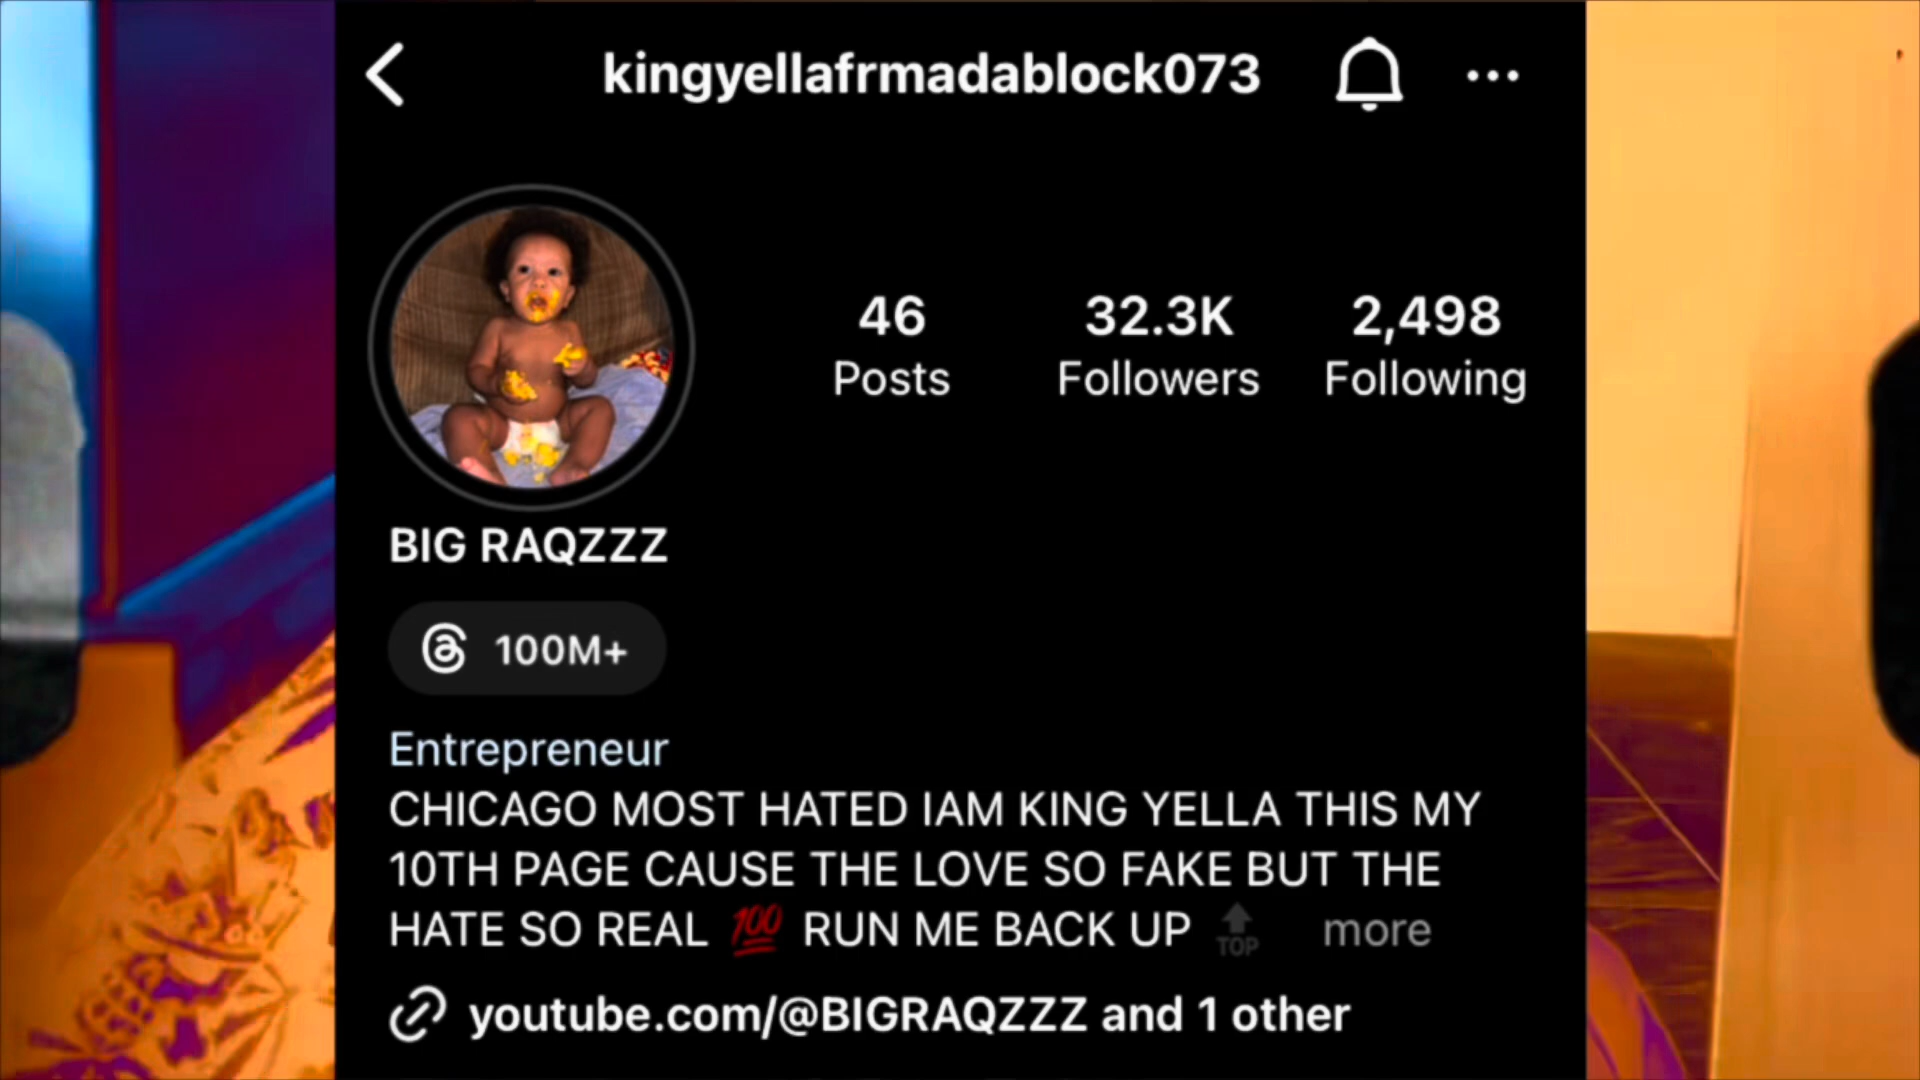 kingyellafrmadablock073
46 32.3K 2,498
Posts Followers Following
BIG RAQZZZ
100M+
Entrepreneur
CHICAGO MOST HATED IAM KING YELLA THIS MY
10TH PAGE CAUSE THE LOVE SO FAKE BUT THE
HATE SO REAL 💯 RUN ME BACK UP 🔝 more
youtube.com/@BIGRAQZZZ and 1 other